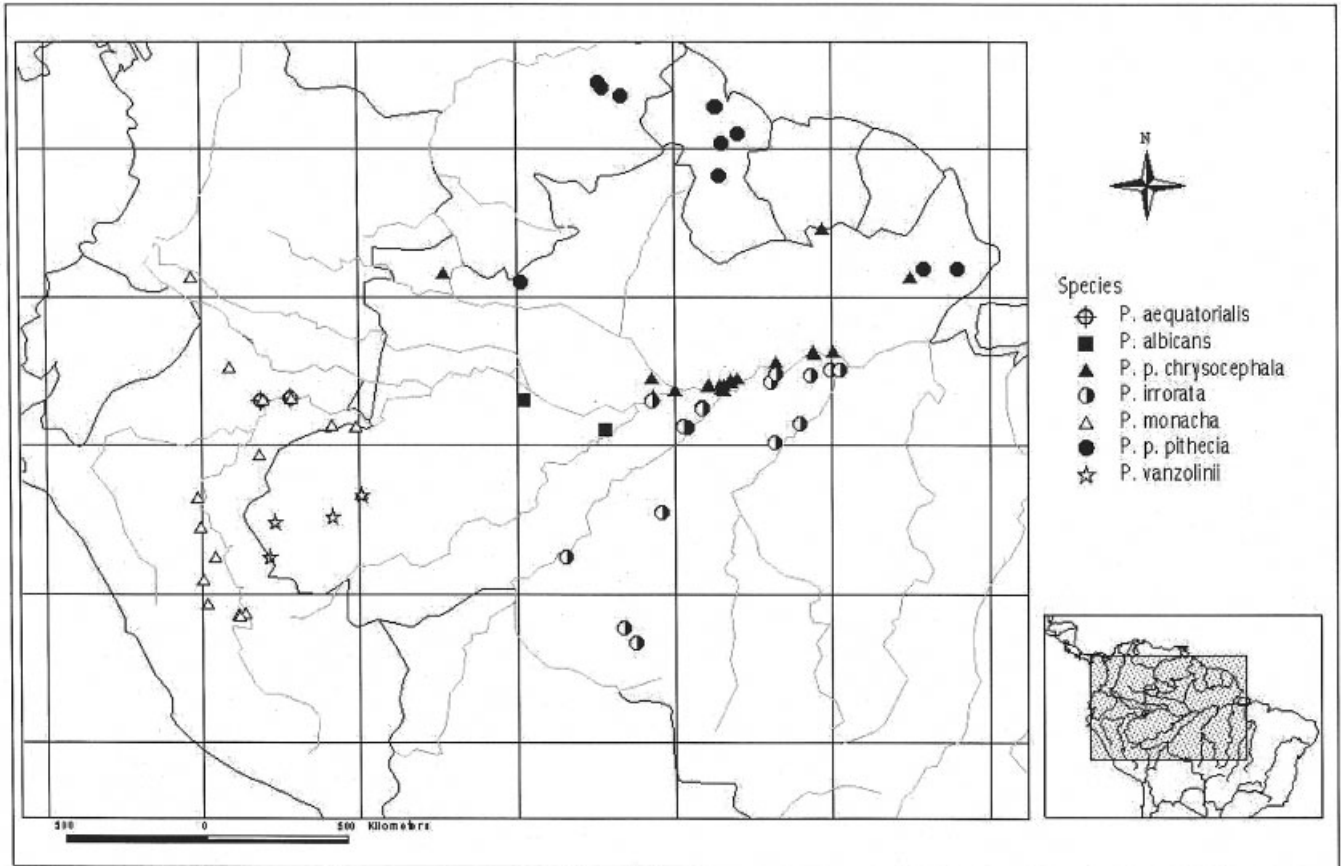 N
Species
P. aequatorialis
P. albicans
P. p. chrysocephala
P. irrorata
P. monacha
P. p. pithecia
P. vanzolinii
500 0 500 Kilometers